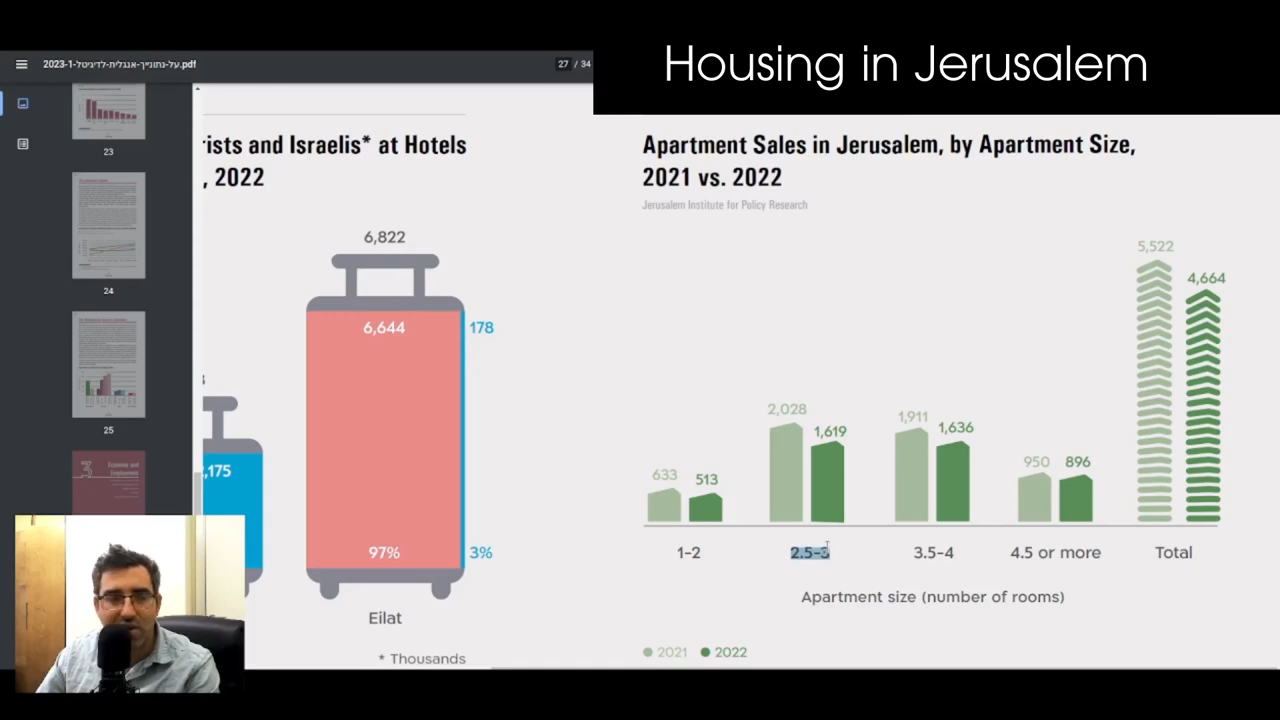 Housing in Jerusalem
2023-1-על-נתונייך-אנגלית-לדיגיטל.pdf
27 / 34
23
24
25
3
Economic and
Employment
rists and Israelis* at Hotels
, 2022
6,822
6,644
178
,175
97%
3%
Eilat
* Thousands
Apartment Sales in Jerusalem, by Apartment Size,
2021 vs. 2022
Jerusalem Institute for Policy Research
633
513
2,028
1,619
1,911
1,636
950
896
5,522
4,664
1-2
2.5-3
3.5-4
4.5 or more
Total
Apartment size (number of rooms)
2021
2022